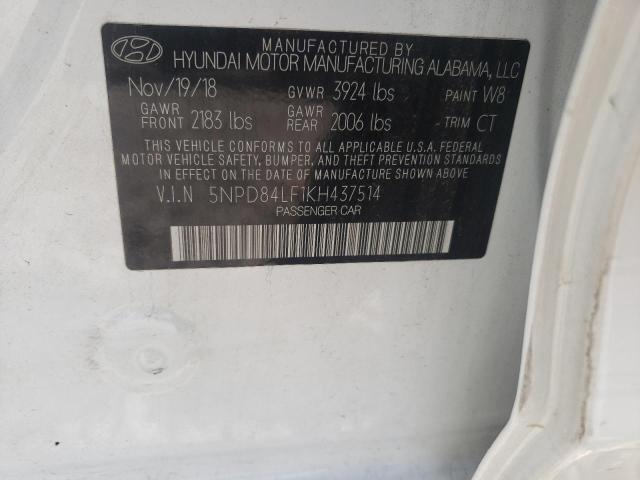 MANUFACTURED BY
HYUNDAI MOTOR MANUFACTURING ALABAMA, LLC
Nov/19/18 GVWR 3924 lbs PAINT W8
GAWR FRONT 2183 lbs GAWR REAR 2006 lbs TRIM CT
THIS VEHICLE CONFORMS TO ALL APPLICABLE U.S.A. FEDERAL
MOTOR VEHICLE SAFETY, BUMPER, AND THEFT PREVENTION STANDARDS
IN EFFECT ON THE DATE OF MANUFACTURE SHOWN ABOVE.
V.I.N 5NPD84LF1KH437514
PASSENGER CAR